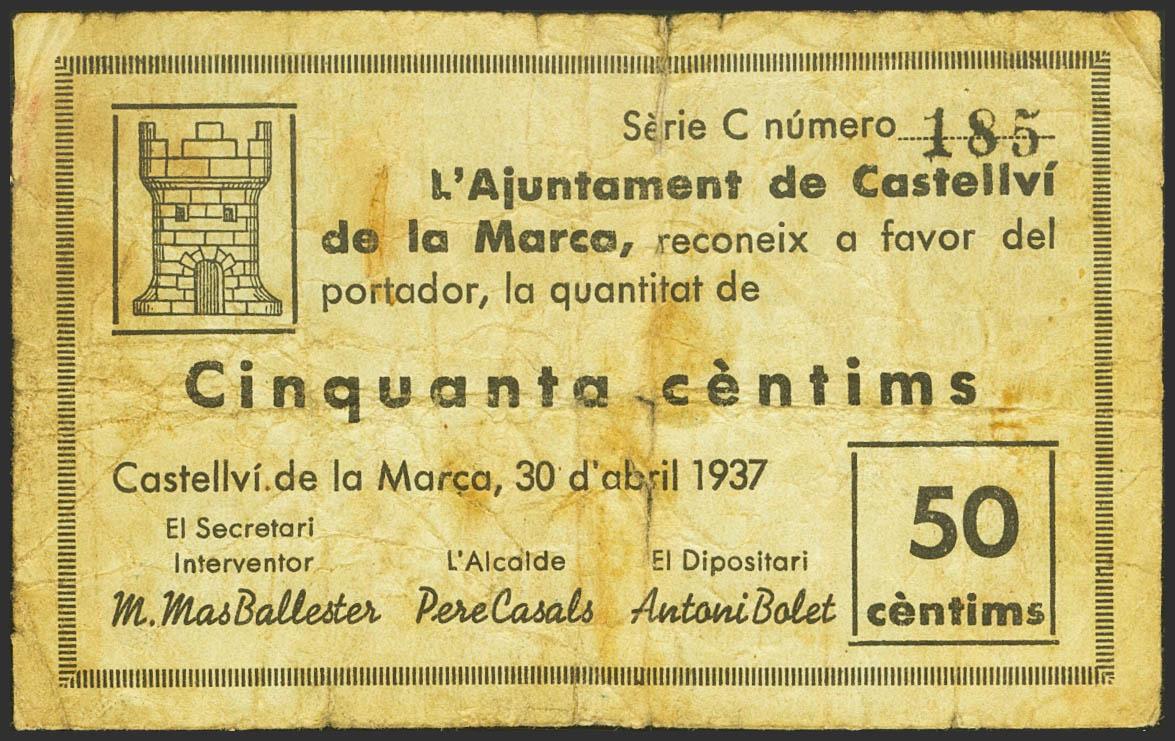 Sèrie C número 185
L'Ajuntament de Castellví
de la Marca, reconeix a favor del
portador, la quantitat de
Cinquanta cèntims
Castellví de la Marca, 30 d'abril 1937
El Secretari
Interventor
M. Mas Ballester
L'Alcalde
Pere Casals
El Dipositari
Antoni Bolet
50
cèntims